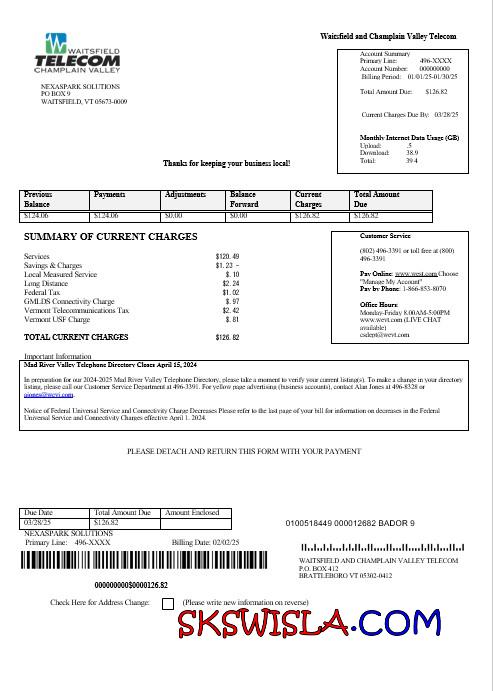 WAITSFIELD
TELECOM
CHAMPLAIN VALLEY
Waitsfield and Champlain Valley Telecom
NEXASPARK SOLUTIONS
PO BOX 9
WAITSFIELD, VT 05673-0009
Account Summary
Primary Line: 496-XXXX
Account Number: 000000000
Billing Period: 01/01/25-01/30/25
Total Amount Due: $126.82
Current Charges Due By: 03/28/25
Monthly Internet Data Usage (GB)
Upload: .5
Download: 38.9
Total: 39 4
Thanks for keeping your business local!
Previous Balance Payments Adjustments Balance Forward Current Charges Total Amount Due
$124.06 $124.06 $0.00 $0.00 $126.82 $126.82
SUMMARY OF CURRENT CHARGES
Services $120.49
Savings & Charges $1.23 -
Local Measured Service $.10
Long Distance $2.24
Federal Tax $1.02
GMLDS Connectivity Charge $.97
Vermont Telecommunications Tax $2.42
Vermont USF Charge $.81
TOTAL CURRENT CHARGES $126.82
Customer Service
(802) 496-3391 or toll free at (800)
496-3391
Pay Online: www.west.com Choose
"Manage My Account"
Pay by Phone: 1-866-853-8070
Office Hours:
Monday-Friday 8:00AM-5:00PM
www.wcvt.com (LIVE CHAT
available)
csdept@wcvt.com
Important Information
Mad River Valley Telephone Directory Closes April 15, 2024
In preparation for our 2024-2025 Mad River Valley Telephone Directory, please take a moment to verify your current listing(s). To make a change in your directory
listing, please call our Customer Service Department at 496-3391. For yellow page advertising (business accounts), contact Alan Jones at 496-8328 or
ajones@wcvt.com.
Notice of Federal Universal Service and Connectivity Charge Decreases Please refer to the last page of your bill for information on decreases in the Federal
Universal Service and Connectivity Charges effective April 1, 2024.
PLEASE DETACH AND RETURN THIS FORM WITH YOUR PAYMENT
Due Date Total Amount Due Amount Enclosed
03/28/25 $126.82
NEXASPARK SOLUTIONS
Primary Line: 496-XXXX Billing Date: 02/02/25
0100518449 000012682 BADOR 9
WAITSFIELD AND CHAMPLAIN VALLEY TELECOM
P.O. BOX 412
BRATTLEBORO VT 05302-0412
000000000$0000126.82
Check Here for Address Change: (Please write new information on reverse)
SKSWISLA.COM